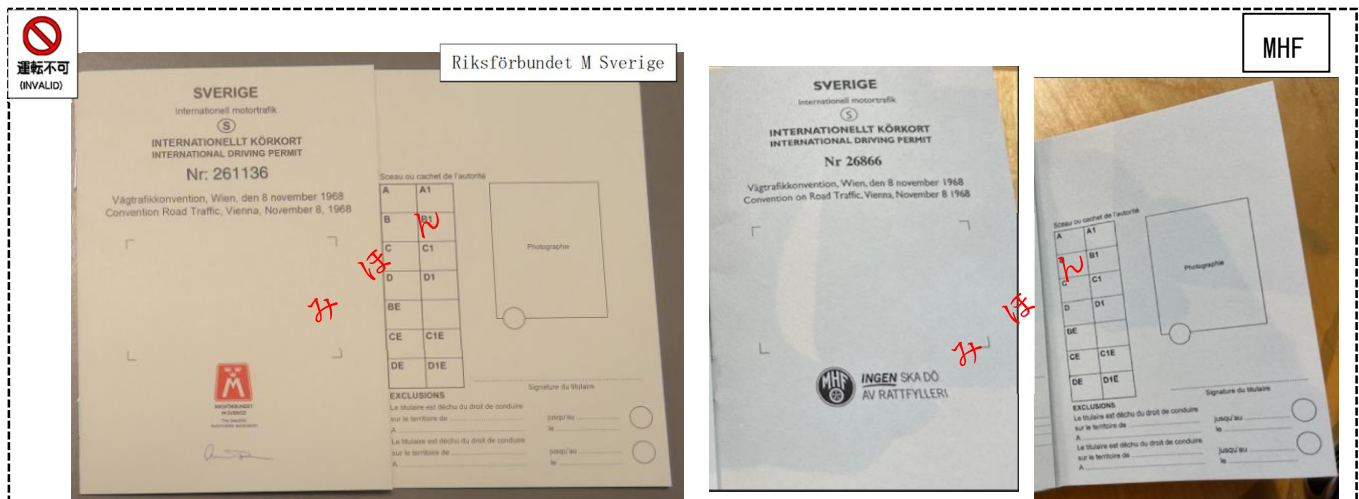 運転不可
(INVALID)
Riksförbundet M Sverige
MHF
SVERIGE
Internationell motortrafik
S
INTERNATIONELLT KÖRKORT
INTERNATIONAL DRIVING PERMIT
Nr: 261136
Vägtrafikkonvention, Wien, den 8 november 1968
Convention Road Traffic, Vienna, November 8, 1968
M
RIKSFÖRBUNDET
M SVERIGE
The Swedish
Automobile association
Sceau ou cachet de l'autorité
A A1
B B1
C C1
D D1
BE
CE C1E
DE D1E
Photographie
Signature du titulaire
EXCLUSIONS
Le titulaire est déchu du droit de conduire
sur le territoire de jusqu'au
A le
Le titulaire est déchu du droit de conduire
sur le territoire de jusqu'au
A le
みほん
SVERIGE
Internationell motortrafik
S
INTERNATIONELLT KÖRKORT
INTERNATIONAL DRIVING PERMIT
Nr 26866
Vägtrafikkonvention, Wien, den 8 november 1968
Convention on Road Traffic, Vienna, November 8 1968
MHF
INGEN SKA DÖ
AV RATTFYLLERI
Sceau ou cachet de l'autorité
A A1
B1
C C1
D D1
BE
CE C1E
DE D1E
Photographie
Signature du titulaire
EXCLUSIONS
Le titulaire est déchu du droit de conduire
sur le territoire de jusqu'au
A le
Le titulaire est déchu du droit de conduire
sur le territoire de jusqu'au
A le
みほん